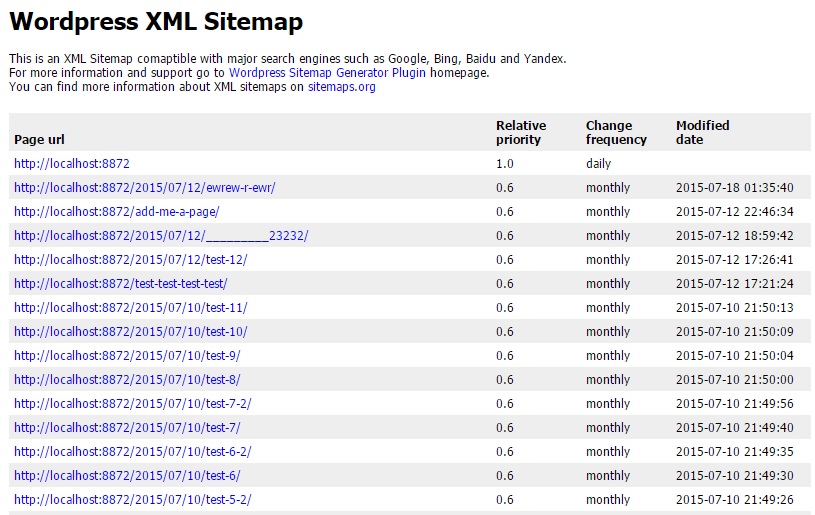 Wordpress XML Sitemap
This is an XML Sitemap comaptible with major search engines such as Google, Bing, Baidu and Yandex.
For more information and support go to Wordpress Sitemap Generator Plugin homepage.
You can find more information about XML sitemaps on sitemaps.org
Page url Relative priority Change frequency Modified date
http://localhost:8872 1.0 daily
http://localhost:8872/2015/07/12/ewrew-r-ewr/ 0.6 monthly 2015-07-18 01:35:40
http://localhost:8872/add-me-a-page/ 0.6 monthly 2015-07-12 22:46:34
http://localhost:8872/2015/07/12/_________23232/ 0.6 monthly 2015-07-12 18:59:42
http://localhost:8872/2015/07/12/test-12/ 0.6 monthly 2015-07-12 17:26:41
http://localhost:8872/test-test-test-test/ 0.6 monthly 2015-07-12 17:21:24
http://localhost:8872/2015/07/10/test-11/ 0.6 monthly 2015-07-10 21:50:13
http://localhost:8872/2015/07/10/test-10/ 0.6 monthly 2015-07-10 21:50:09
http://localhost:8872/2015/07/10/test-9/ 0.6 monthly 2015-07-10 21:50:04
http://localhost:8872/2015/07/10/test-8/ 0.6 monthly 2015-07-10 21:50:00
http://localhost:8872/2015/07/10/test-7-2/ 0.6 monthly 2015-07-10 21:49:56
http://localhost:8872/2015/07/10/test-7/ 0.6 monthly 2015-07-10 21:49:40
http://localhost:8872/2015/07/10/test-6-2/ 0.6 monthly 2015-07-10 21:49:35
http://localhost:8872/2015/07/10/test-6/ 0.6 monthly 2015-07-10 21:49:30
http://localhost:8872/2015/07/10/test-5-2/ 0.6 monthly 2015-07-10 21:49:26